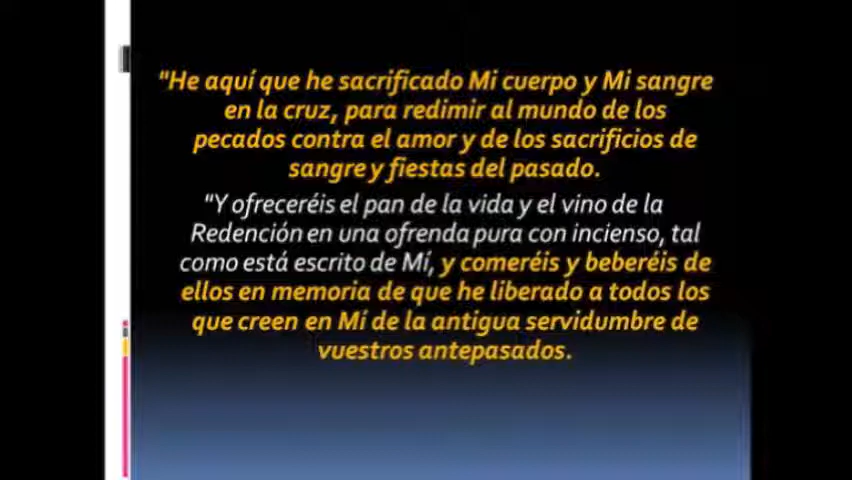 "He aquí que he sacrificado Mi cuerpo y Mi sangre
en la cruz, para redimir al mundo de los
pecados contra el amor y de los sacrificios de
sangre y fiestas del pasado.
"Y ofreceréis el pan de la vida y el vino de la
Redención en una ofrenda pura con incienso, tal
como está escrito de Mí, y comeréis y beberéis de
ellos en memoria de que he liberado a todos los
que creen en Mí de la antigua servidumbre de
vuestros antepasados.